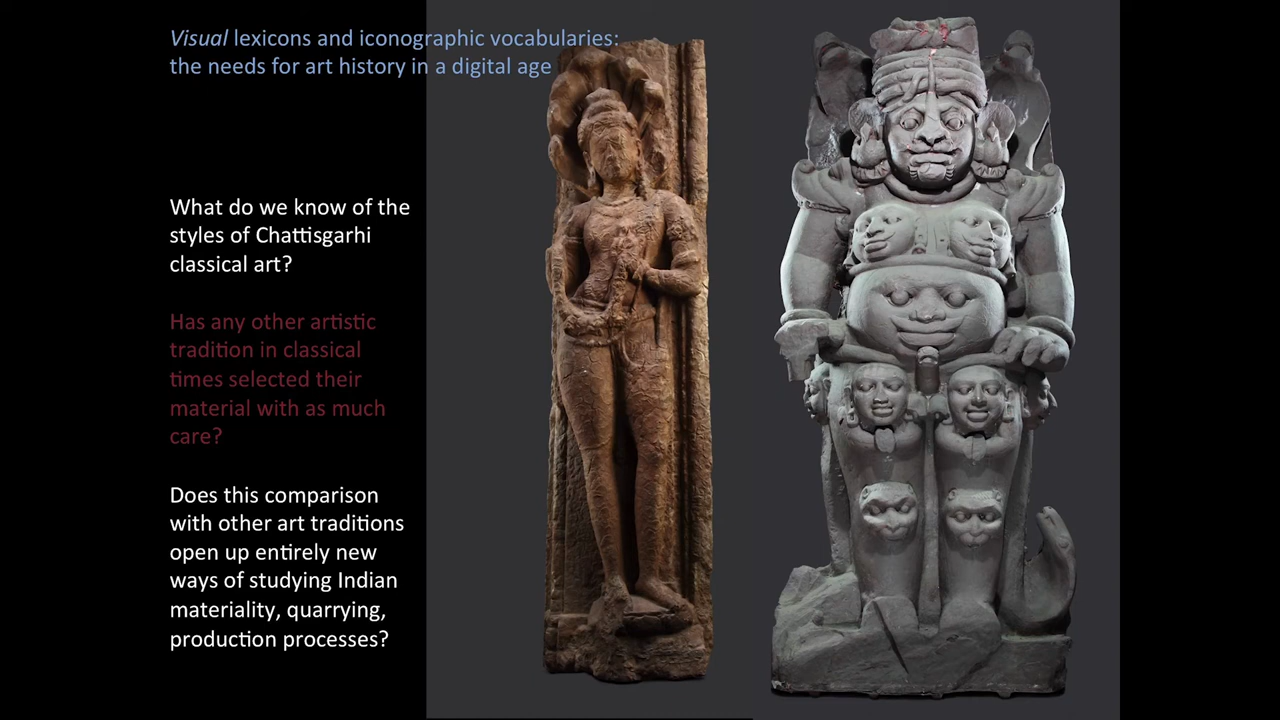 Visual lexicons and iconographic vocabularies:
the needs for art history in a digital age
What do we know of the
styles of Chattisgarhi
classical art?
Has any other artistic
tradition in classical
times selected their
material with as much
care?
Does this comparison
with other art traditions
open up entirely new
ways of studying Indian
materiality, quarrying,
production processes?